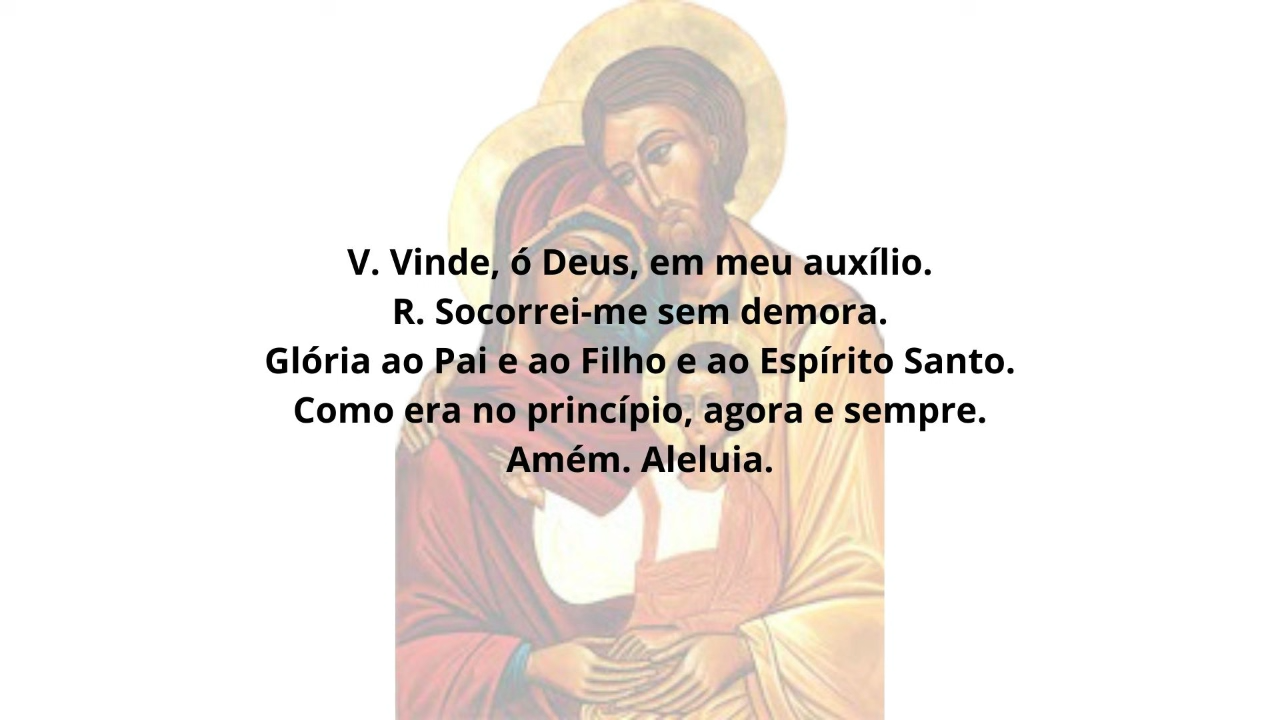 V. Vinde, ó Deus, em meu auxílio.
R. Socorrei-me sem demora.
Glória ao Pai e ao Filho e ao Espírito Santo.
Como era no princípio, agora e sempre.
Amém. Aleluia.